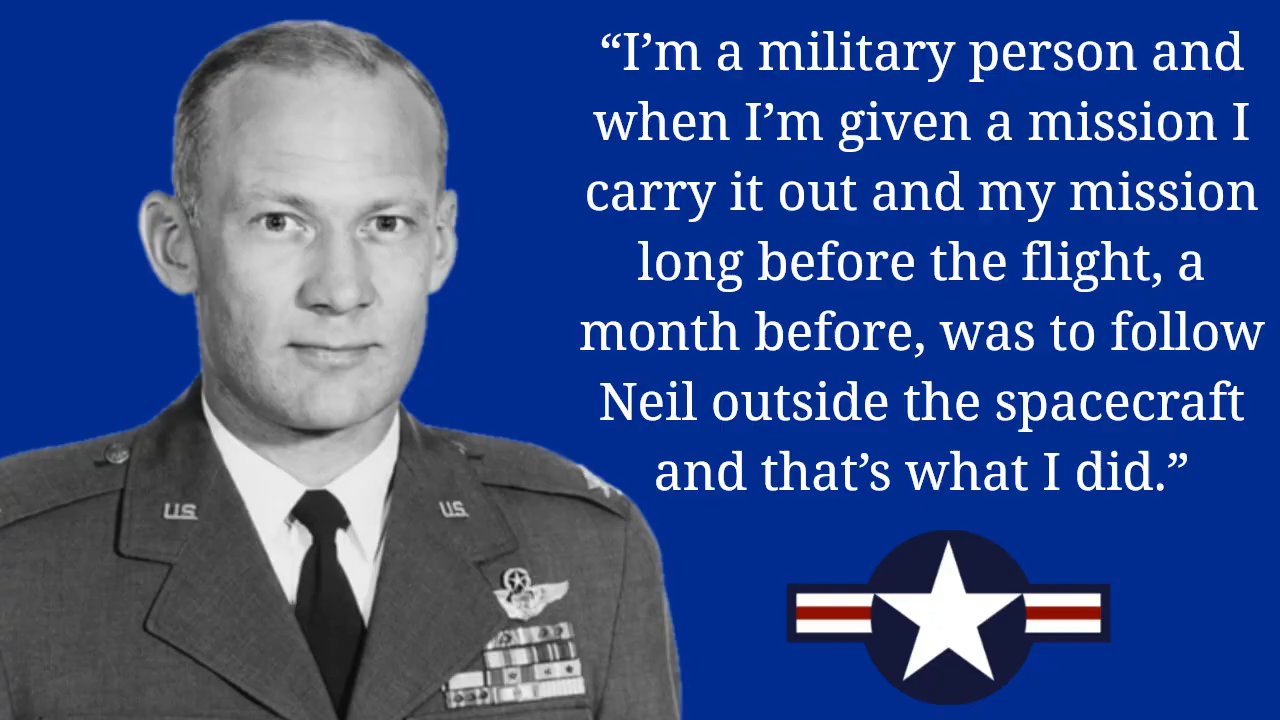 “I’m a military person and
when I’m given a mission I
carry it out and my mission
long before the flight, a
month before, was to follow
Neil outside the spacecraft
and that’s what I did.”
U.S.
U.S.